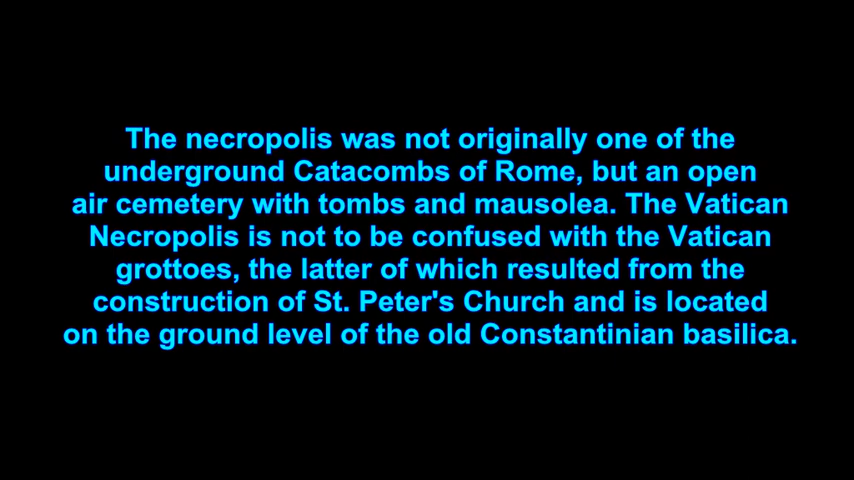 The necropolis was not originally one of the
underground Catacombs of Rome, but an open
air cemetery with tombs and mausolea. The Vatican
Necropolis is not to be confused with the Vatican
grottoes, the latter of which resulted from the
construction of St. Peter's Church and is located
on the ground level of the old Constantinian basilica.